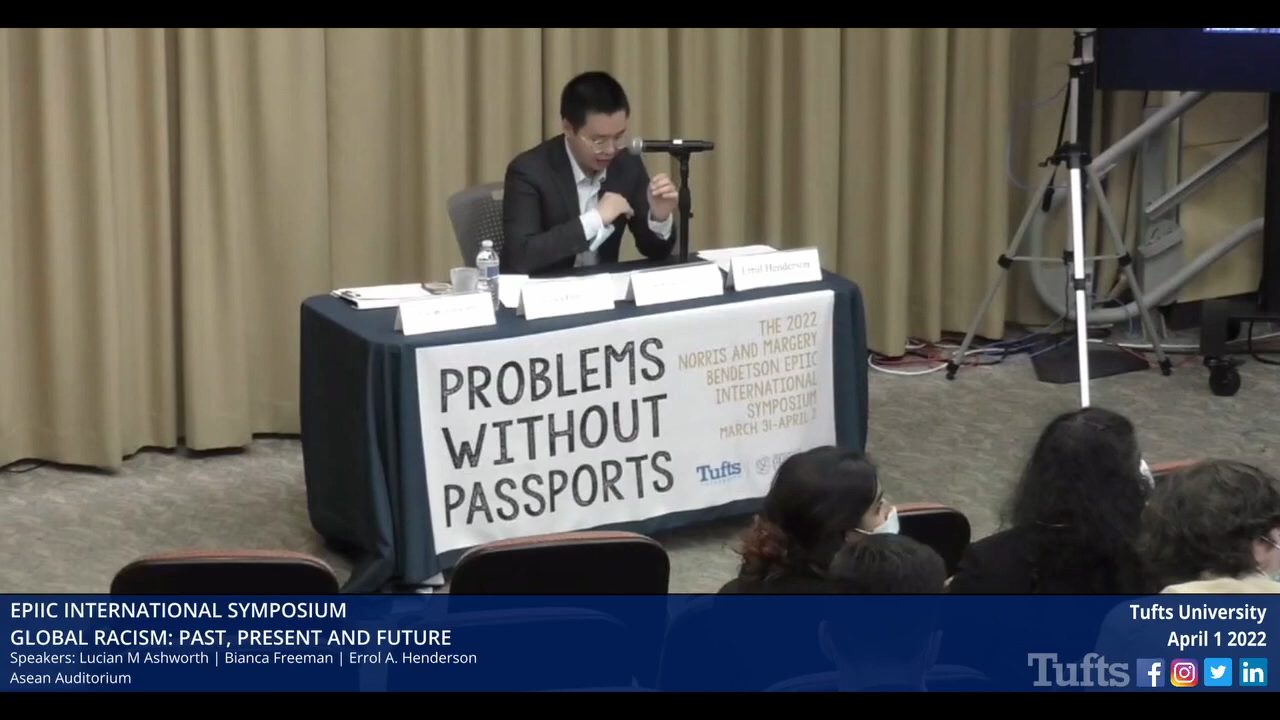 Errol Henderson
PROBLEMS
WITHOUT
PASSPORTS
THE 2022
NORRIS AND MARGERY
BENDETSON EPIIC
INTERNATIONAL
SYMPOSIUM
MARCH 31-APRIL 2
Tufts
EPIIC INTERNATIONAL SYMPOSIUM
GLOBAL RACISM: PAST, PRESENT AND FUTURE
Speakers: Lucian M Ashworth | Bianca Freeman | Errol A. Henderson
Asean Auditorium
Tufts University
April 1 2022
Tufts